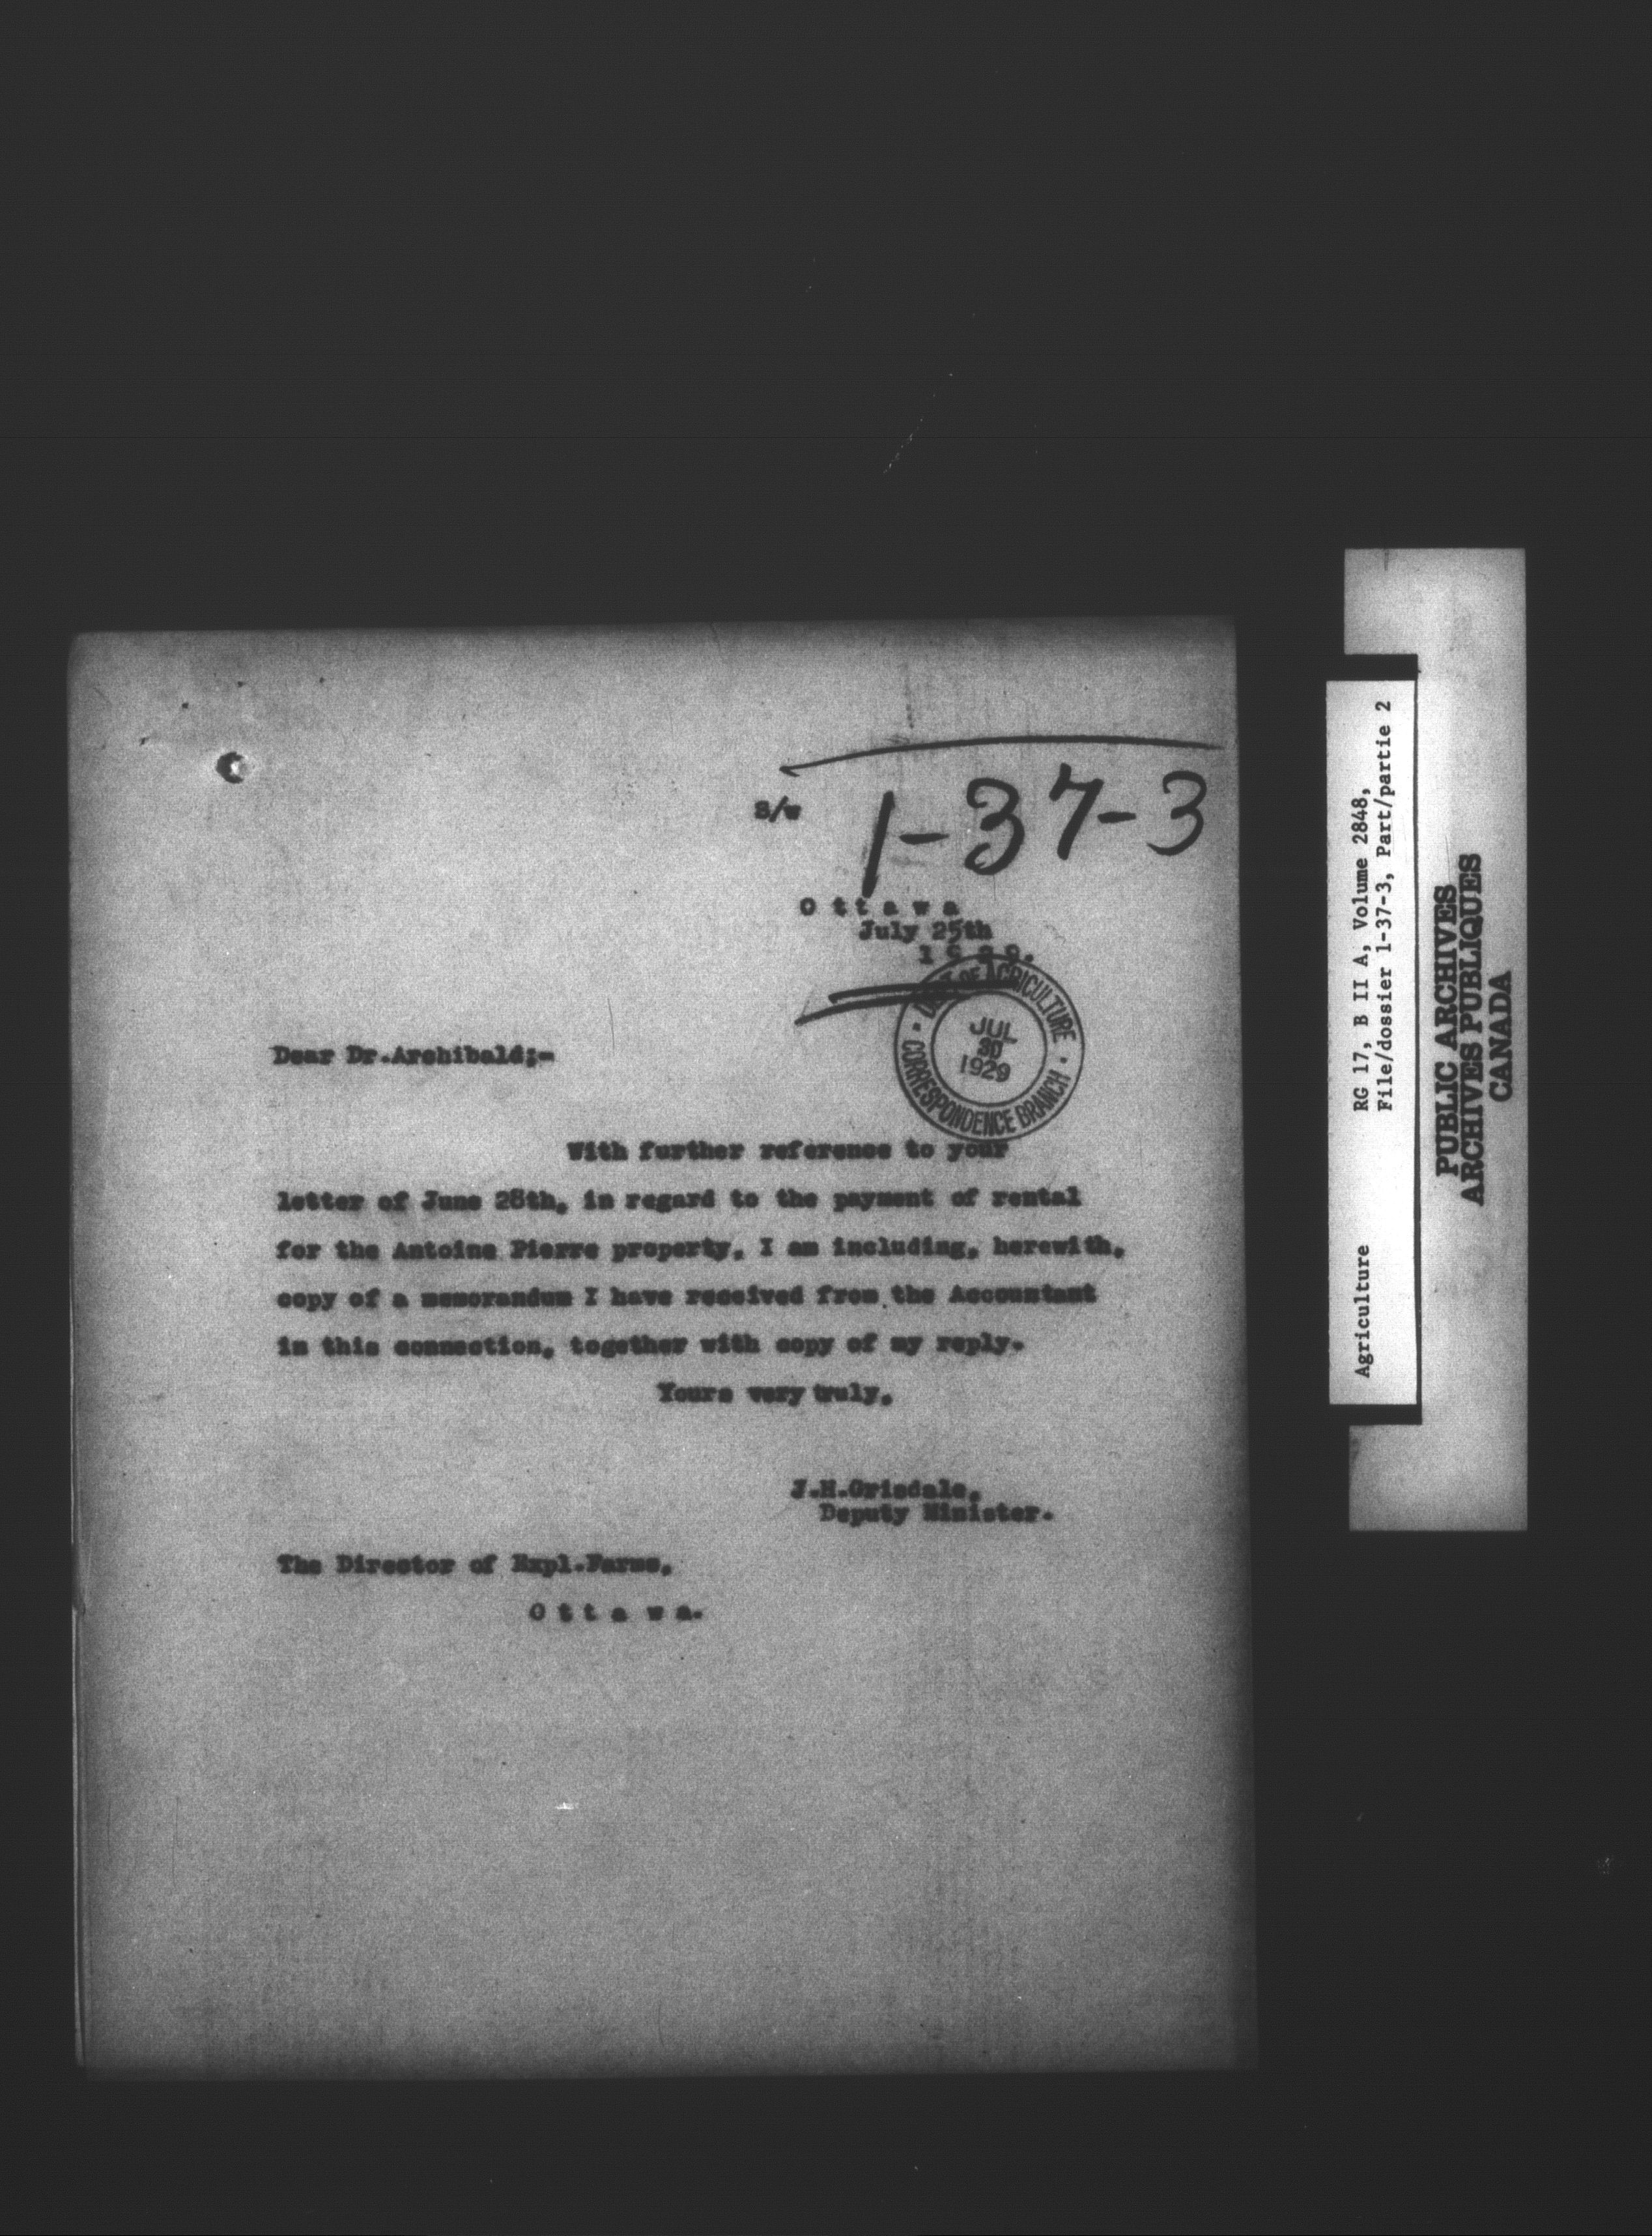 S/W
1-37-3
Ottawa
July 25th
1929.
DEPT OF AGRICULTURE
JUL
30
1929
CORRESPONDENCE BRANCH
Dear Dr.Archibald;-
With further reference to your
letter of June 28th, in regard to the payment of rental
for the Antoine Pierre property, I am including, herewith,
copy of a memorandum I have received from the Accountant
in this connection, together with copy of my reply.
Yours very truly,
J.H.Grisdale,
Deputy Minister.
The Director of Expl.Farms,
Ottawa.
Agriculture RG 17, B II A, Volume 2848,
File/dossier 1-37-3, Part/partie 2
PUBLIC ARCHIVES
ARCHIVES PUBLIQUES
CANADA